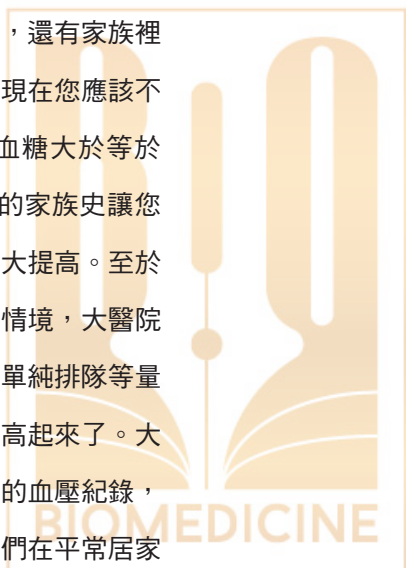 ，還有家族裡
現在您應該不
血糖大於等於
的家族史讓您
大提高。至於
情境，大醫院
單純排隊等量
高起來了。大
的血壓紀錄，
們在平常居家
BIOMEDICINE